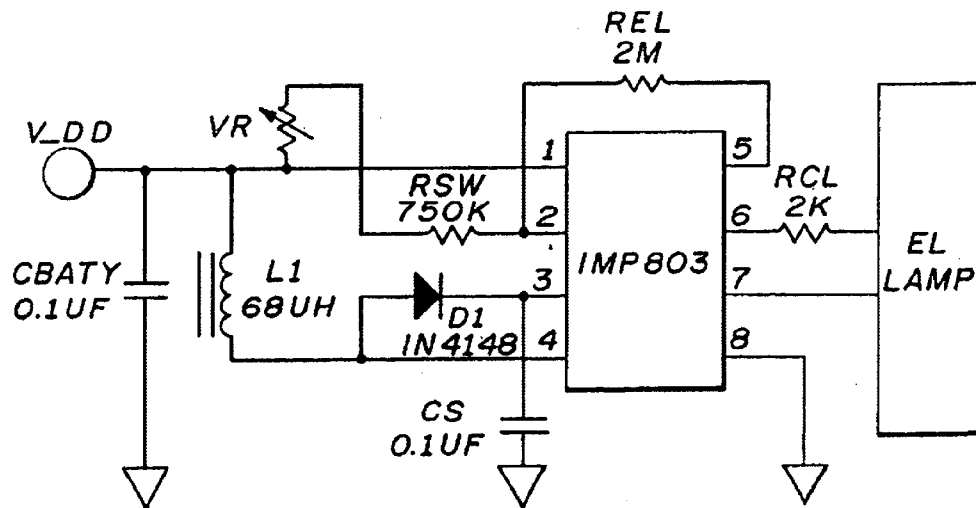 REL
2M
V_DD
VR
1
5
RSW
750K
RCL
2K
2
6
CBATY
0.1UF
L1
68UH
IMP803
EL
LAMP
3
7
D1
IN4148
4
8
CS
0.1UF